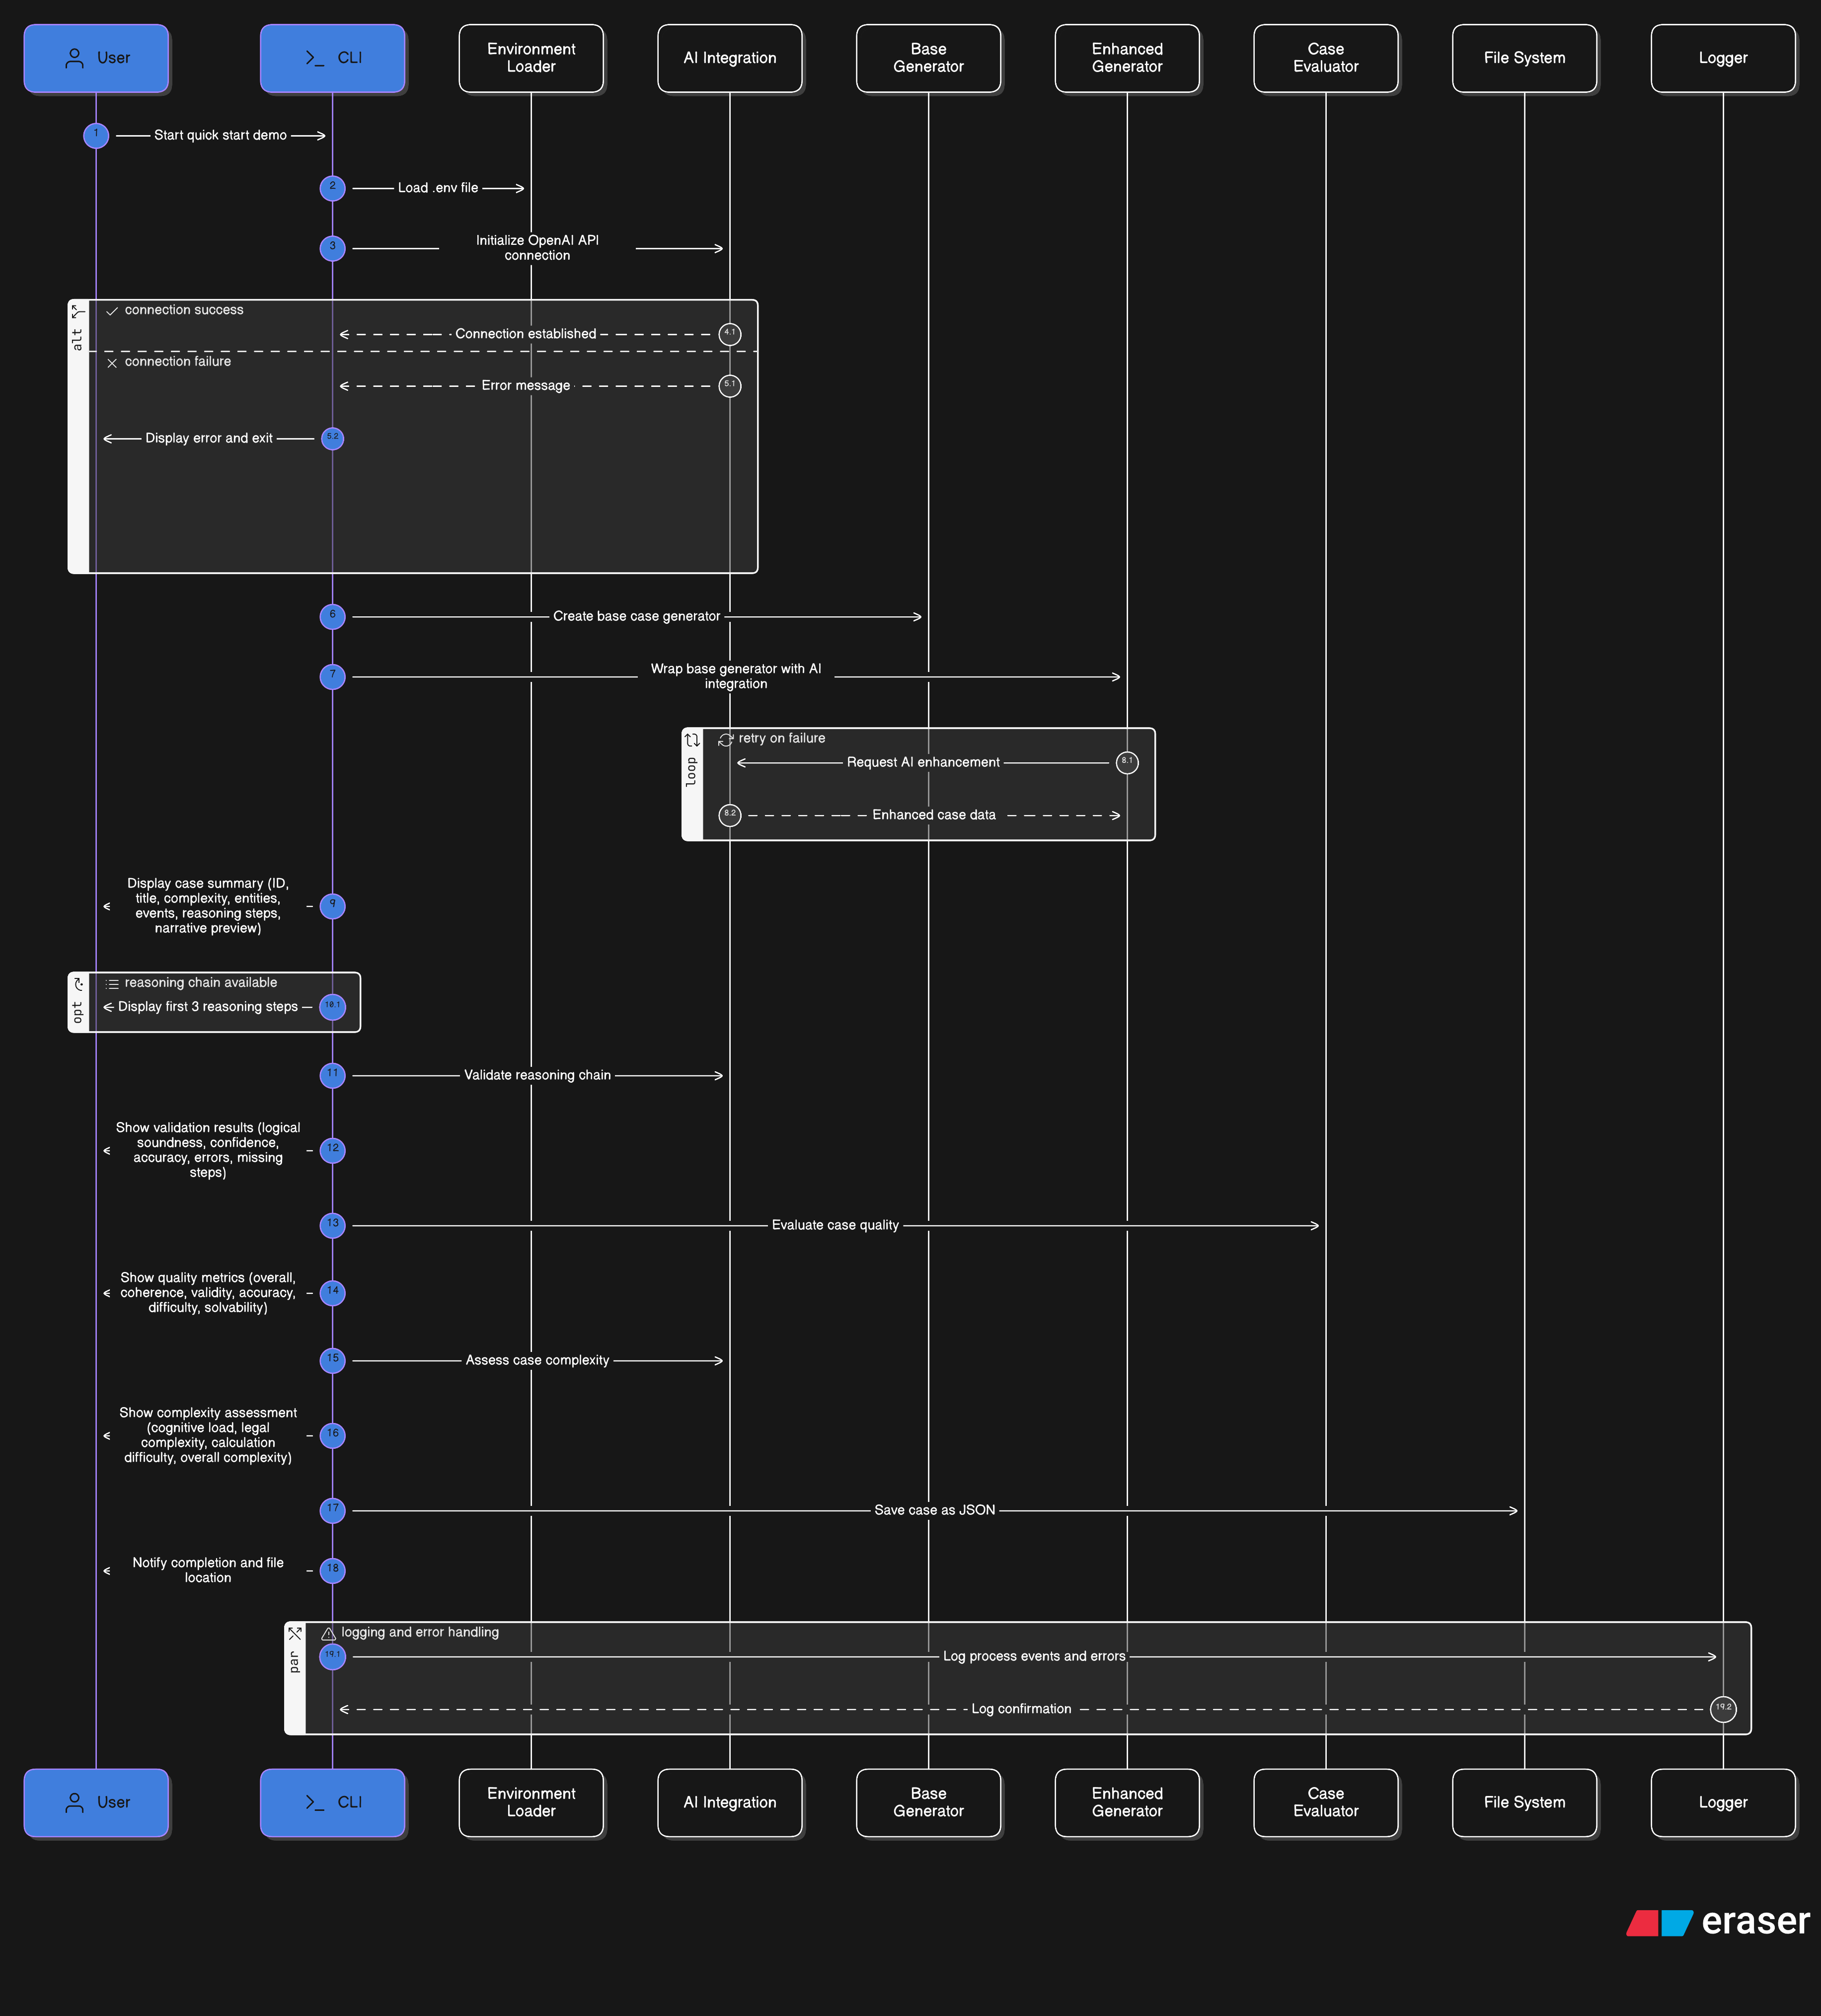 User
CLI
Environment
Loader
AI Integration
Base
Generator
Enhanced
Generator
Case
Evaluator
File System
Logger
1
Start quick start demo
2
Load .env file
3
Initialize OpenAI API
connection
alt
connection success
Connection established
4.1
connection failure
Error message
5.1
Display error and exit
5.2
6
Create base case generator
7
Wrap base generator with AI
integration
loop
retry on failure
Request AI enhancement
8.1
8.2
Enhanced case data
Display case summary (ID,
title, complexity, entities,
events, reasoning steps,
narrative preview)
9
opt
reasoning chain available
Display first 3 reasoning steps
10.1
11
Validate reasoning chain
Show validation results (logical
soundness, confidence,
accuracy, errors, missing
steps)
12
13
Evaluate case quality
Show quality metrics (overall,
coherence, validity, accuracy,
difficulty, solvability)
14
15
Assess case complexity
Show complexity assessment
(cognitive load, legal
complexity, calculation
difficulty, overall complexity)
16
17
Save case as JSON
Notify completion and file
location
18
par
logging and error handling
19.1
Log process events and errors
Log confirmation
19.2
User
CLI
Environment
Loader
AI Integration
Base
Generator
Enhanced
Generator
Case
Evaluator
File System
Logger
eraser